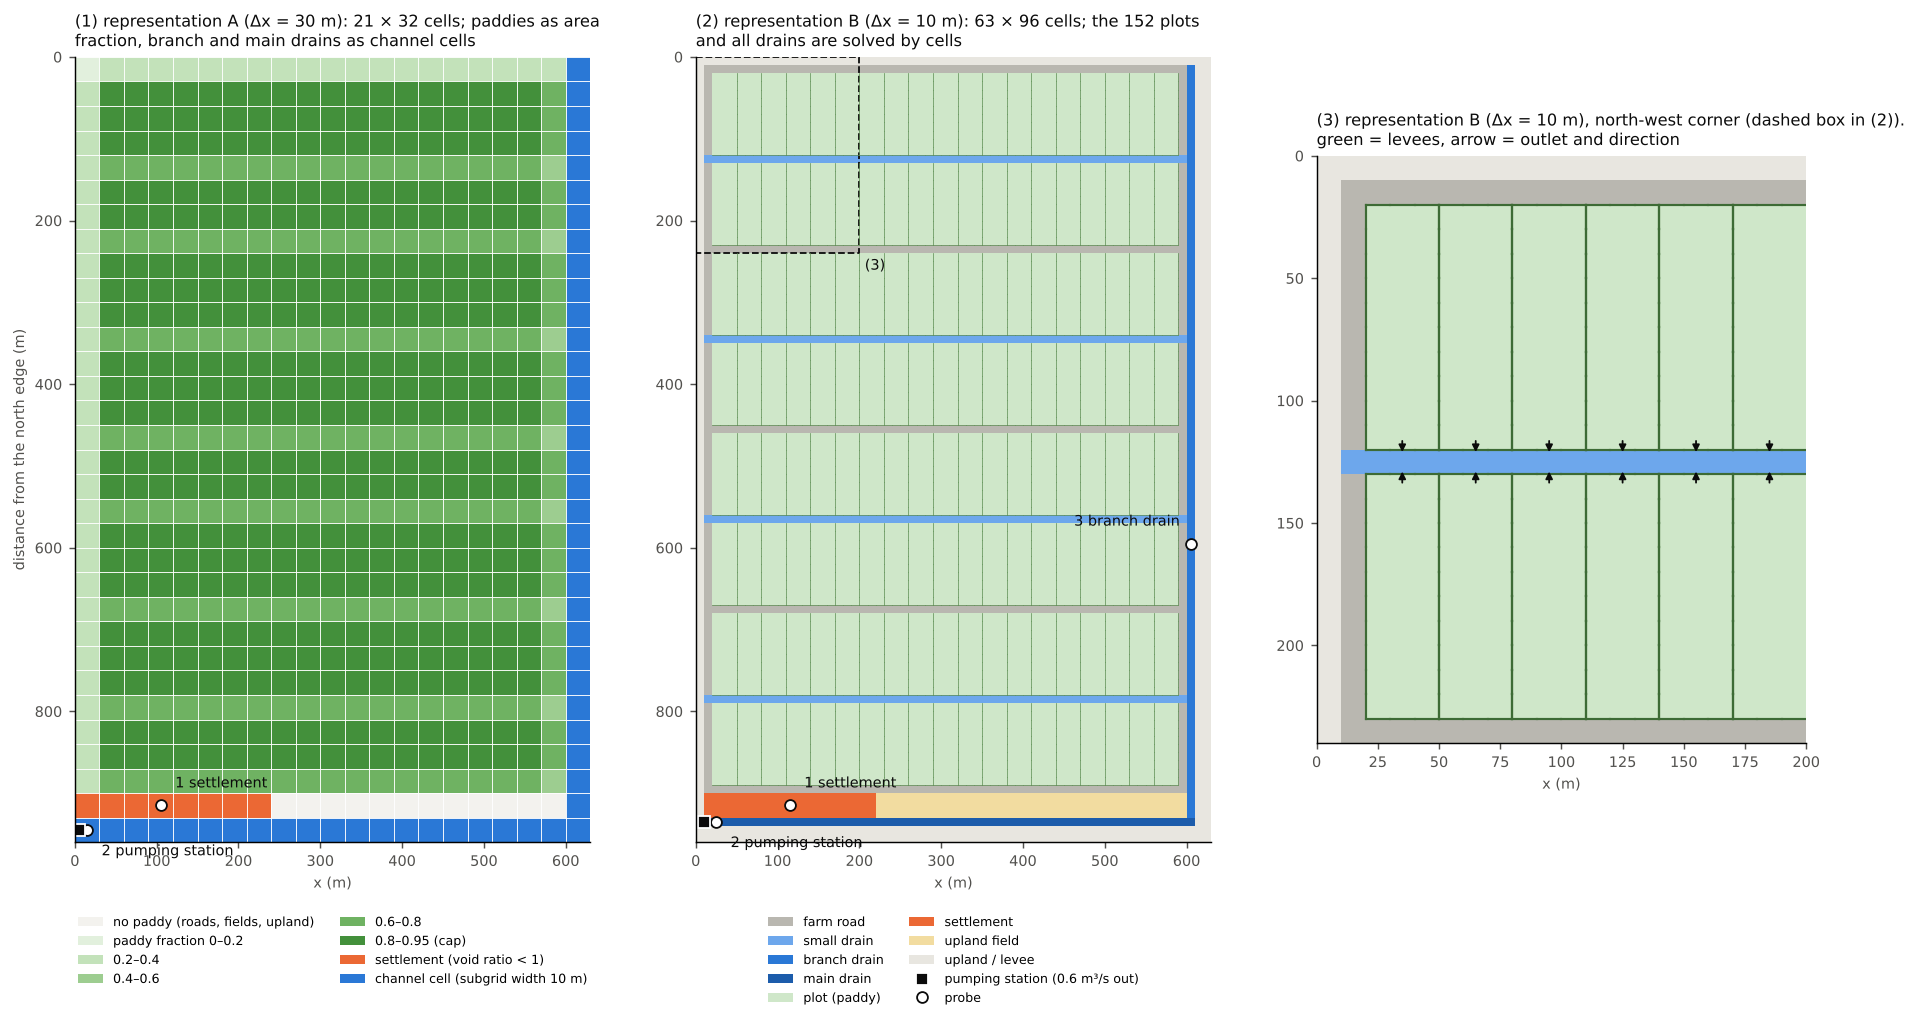 (1) representation A (Δx = 30 m): 21 × 32 cells; paddies as area
fraction, branch and main drains as channel cells
0
200
400
600
800
distance from the north edge (m)
1 settlement
2 pumping station
0
100
200
300
400
500
600
x (m)
no paddy (roads, fields, upland)
paddy fraction 0–0.2
0.2–0.4
0.4–0.6
0.6–0.8
0.8–0.95 (cap)
settlement (void ratio < 1)
channel cell (subgrid width 10 m)
(2) representation B (Δx = 10 m): 63 × 96 cells; the 152 plots
and all drains are solved by cells
0
200
400
600
800
(3)
3 branch drain
1 settlement
2 pumping station
0
100
200
300
400
500
600
x (m)
farm road
small drain
branch drain
main drain
plot (paddy)
settlement
upland field
upland / levee
pumping station (0.6 m³/s out)
probe
(3) representation B (Δx = 10 m), north-west corner (dashed box in (2)).
green = levees, arrow = outlet and direction
0
50
100
150
200
0
25
50
75
100
125
150
175
200
x (m)